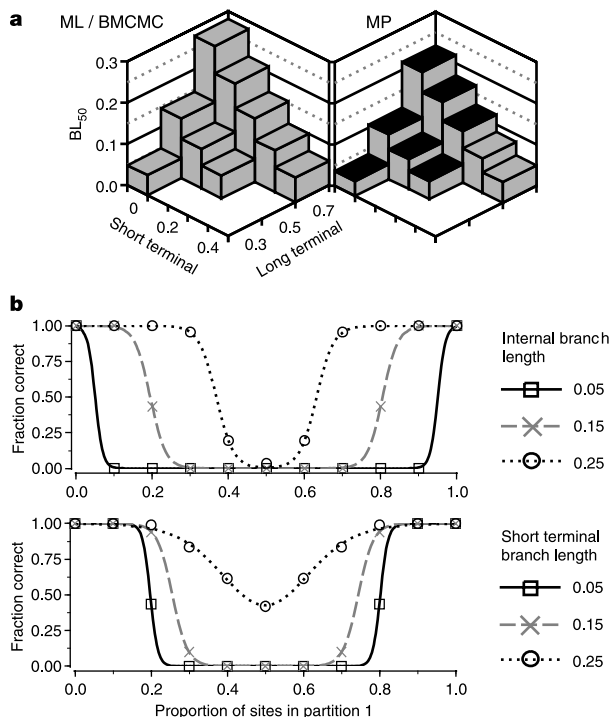 a
ML / BMCMC
MP
BL50
0.3
0.2
0.1
0.0
0
0.2
0.4
Short terminal
0.3
0.5
0.7
Long terminal
b
Fraction correct
1.00
0.75
0.50
0.25
0.00
0.0 0.2 0.4 0.6 0.8 1.0
Internal branch
length
0.05
0.15
0.25
Fraction correct
1.00
0.75
0.50
0.25
0.00
0.0 0.2 0.4 0.6 0.8 1.0
Proportion of sites in partition 1
Short terminal
branch length
0.05
0.15
0.25